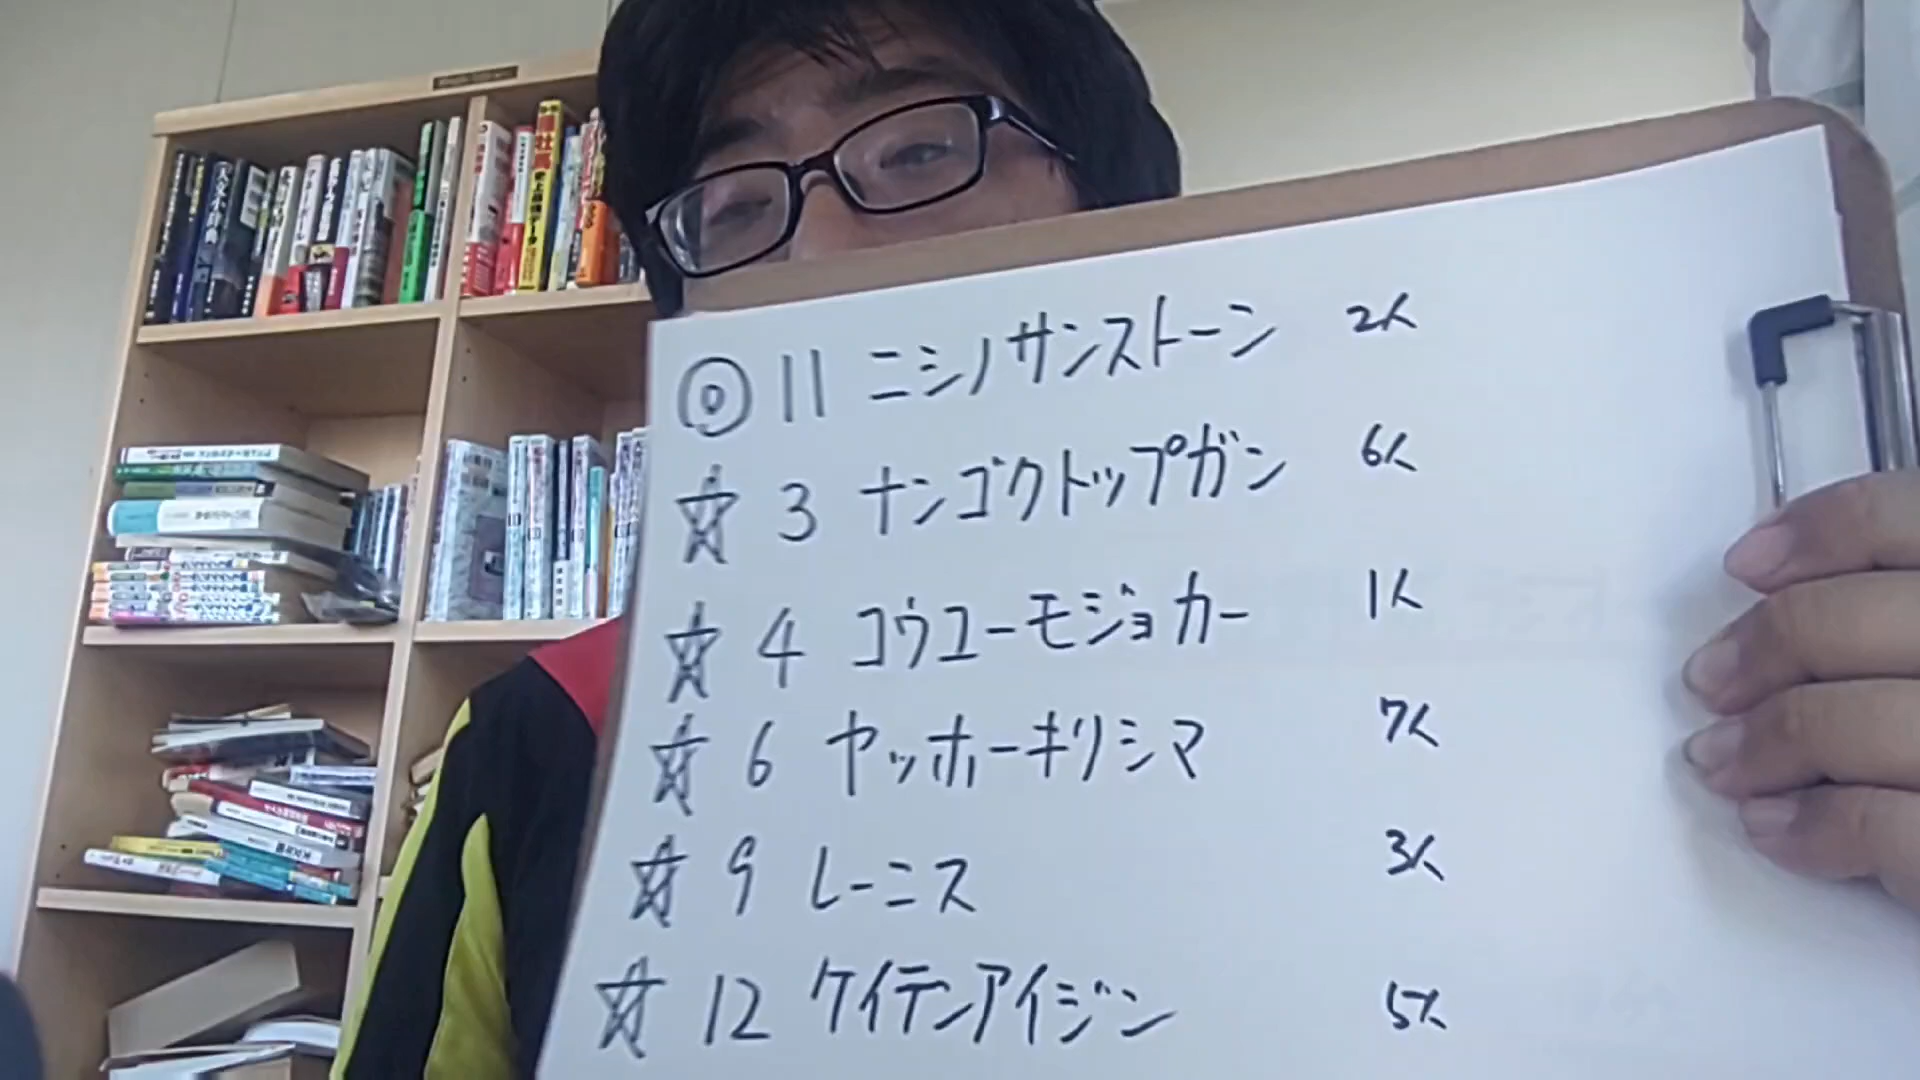 ◎ 11 ニシノサンストーン 2人
☆ 3 ナンゴクトップガン 6人
☆ 4 コウユーモジョカー 1人
☆ 6 ヤッホーキリシマ 7人
☆ 9 レーニス 3人
☆ 12 ケイテンアイジン 5人